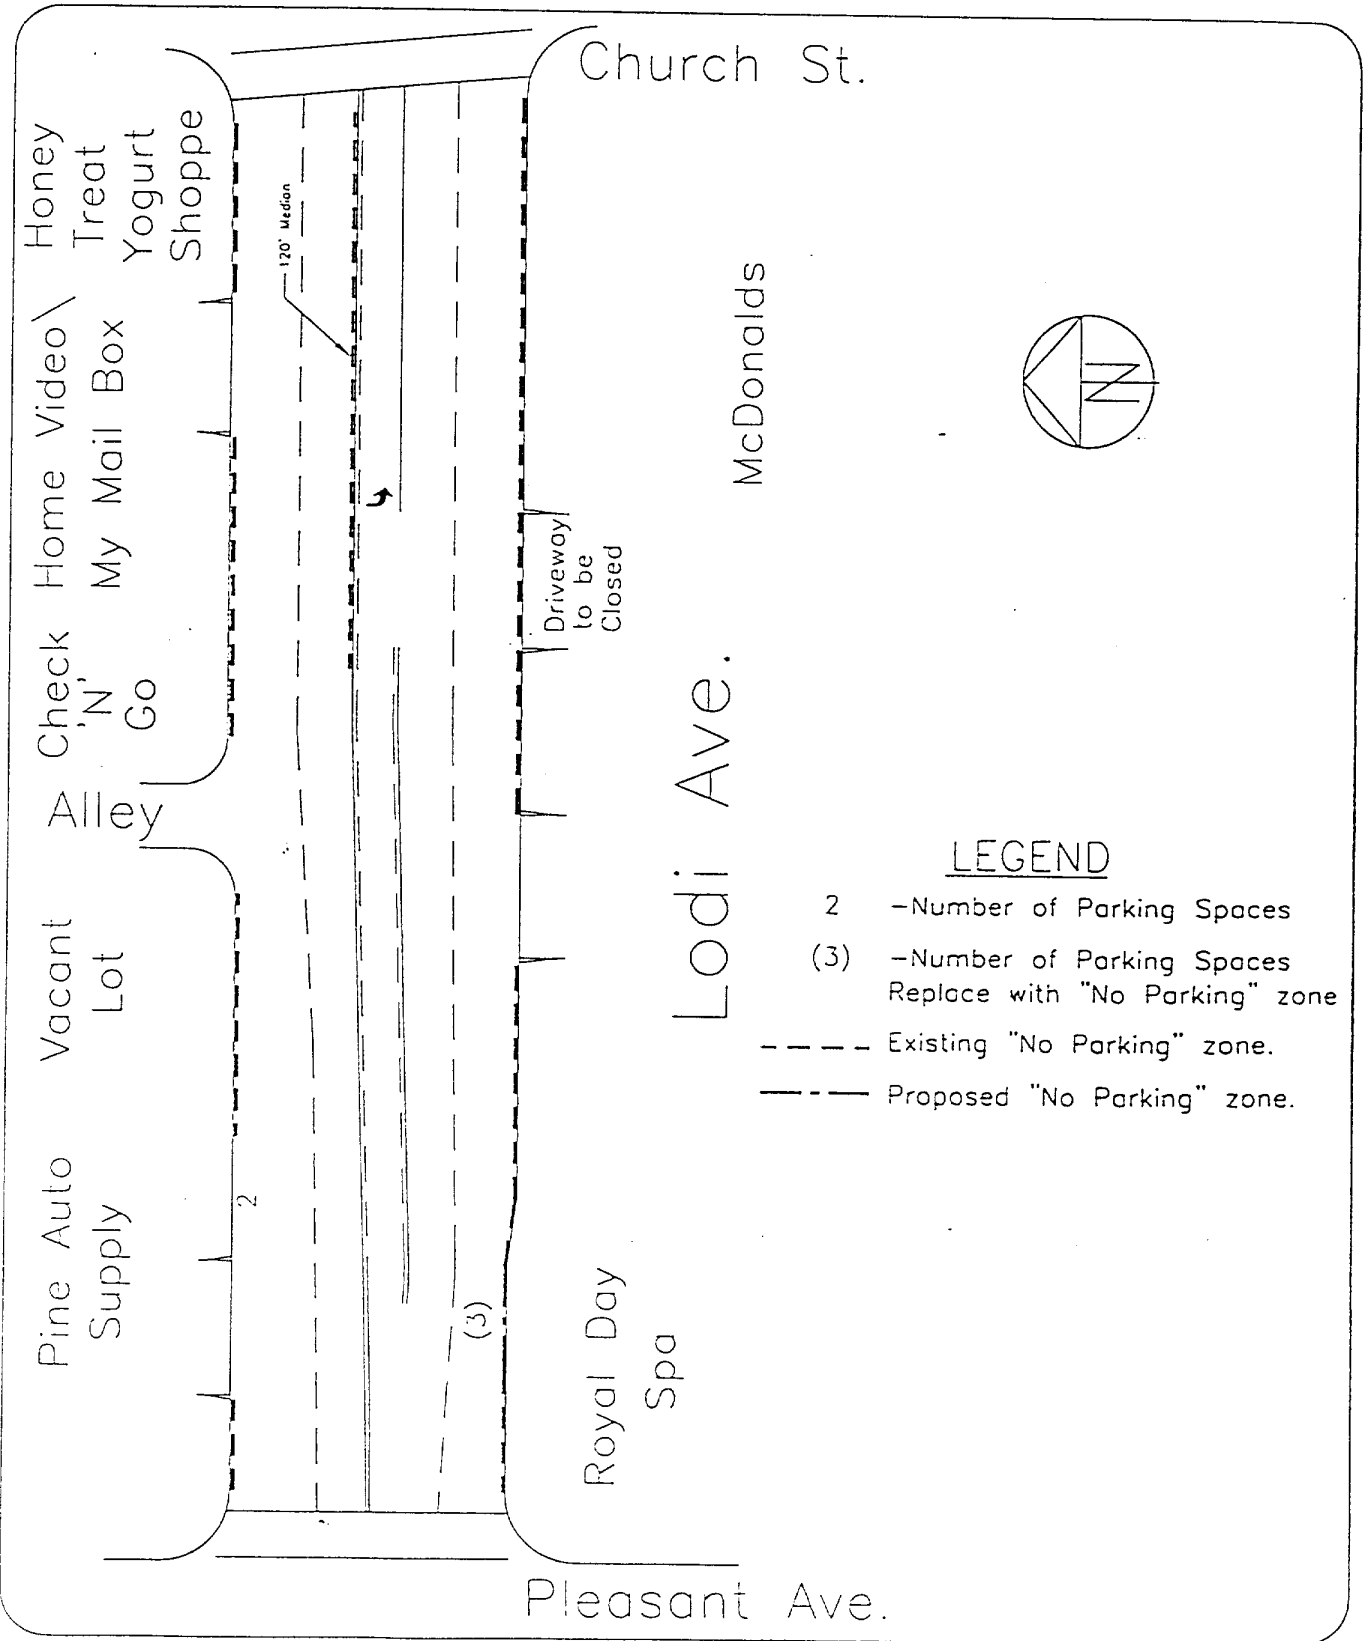 Church St.
Honey
Treat
Yogurt
Shoppe
120' Median
Home Video\
My Mail Box
McDonalds
N
Driveway
to be
Closed
Check
'N'
Go
Alley
Lodi Ave.
LEGEND
2 -Number of Parking Spaces
(3) -Number of Parking Spaces
Replace with "No Parking" zone
Existing "No Parking" zone.
Proposed "No Parking" zone.
Vacant
Lot
Pine Auto
Supply
2
(3)
Royal Day
Spa
Pleasant Ave.